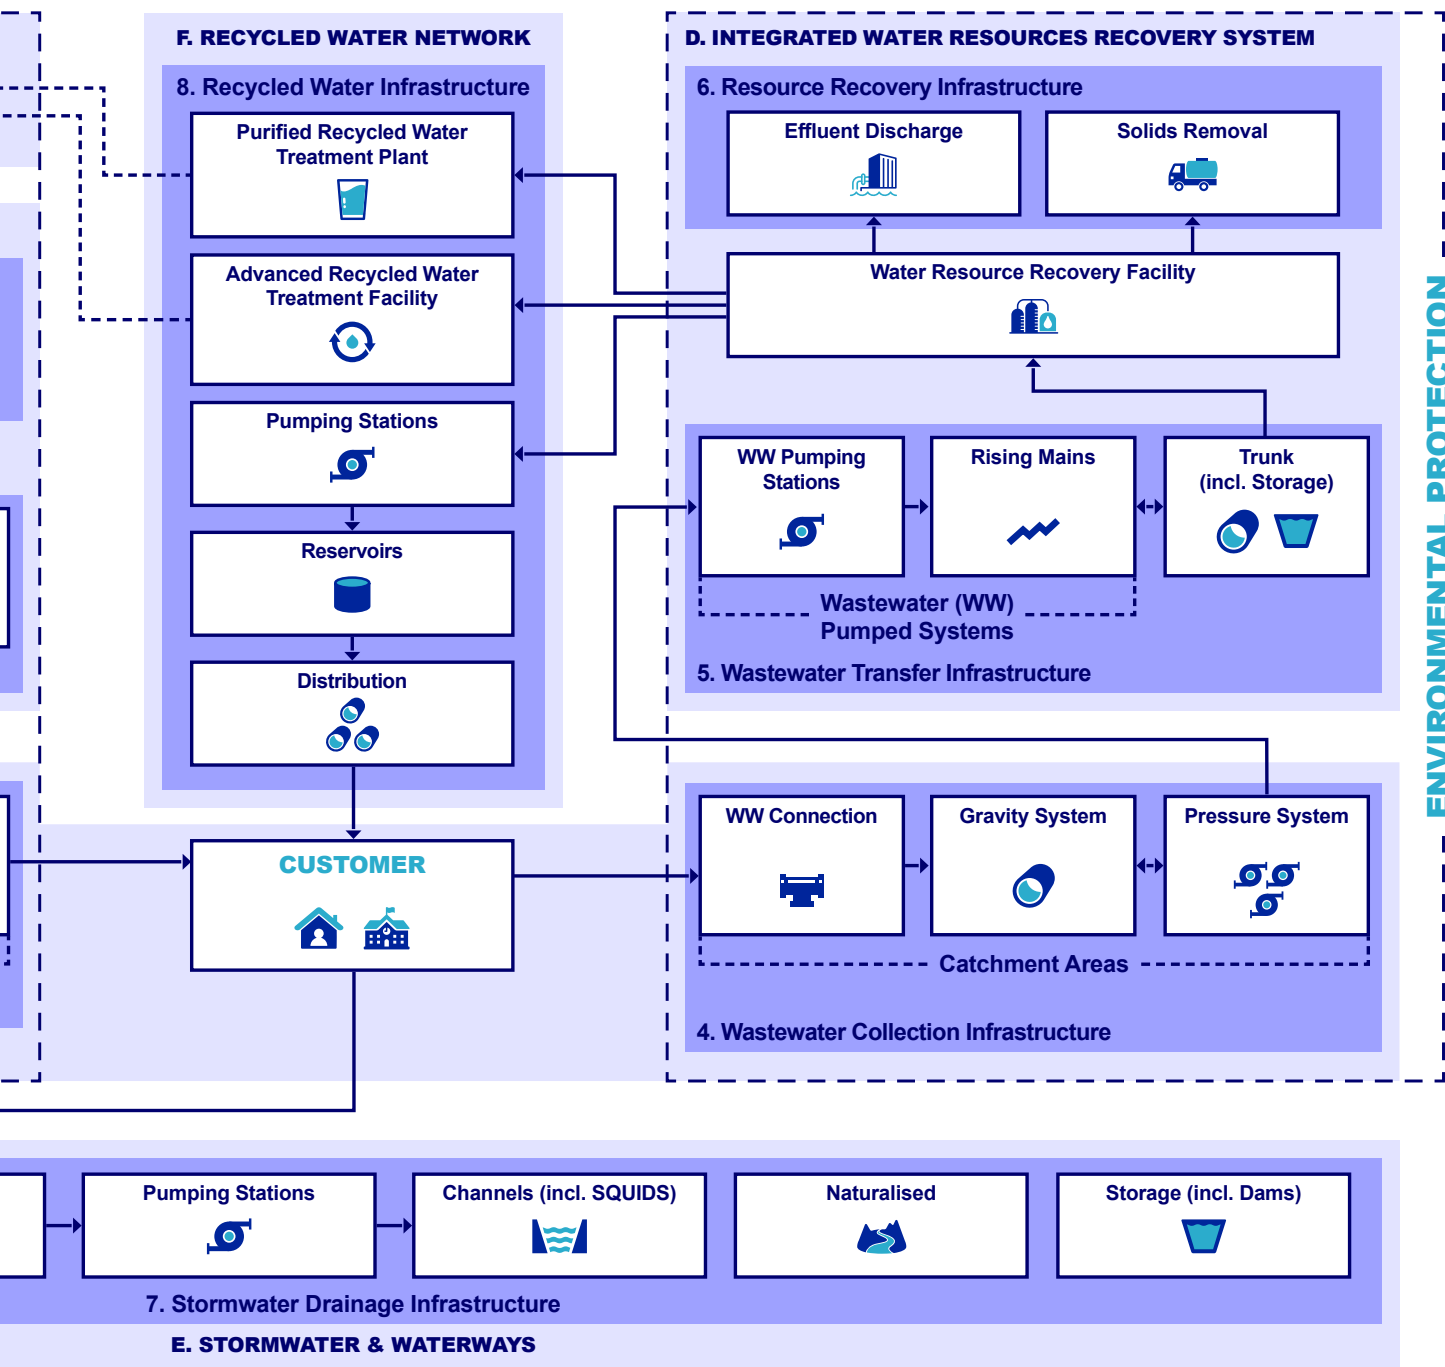 F. RECYCLED WATER NETWORK
8. Recycled Water Infrastructure
Purified Recycled Water
Treatment Plant
Advanced Recycled Water
Treatment Facility
Pumping Stations
Reservoirs
Distribution
CUSTOMER
D. INTEGRATED WATER RESOURCES RECOVERY SYSTEM
6. Resource Recovery Infrastructure
Effluent Discharge
Solids Removal
Water Resource Recovery Facility
WW Pumping
Stations
Rising Mains
Trunk
(incl. Storage)
Wastewater (WW)
Pumped Systems
5. Wastewater Transfer Infrastructure
WW Connection
Gravity System
Pressure System
Catchment Areas
4. Wastewater Collection Infrastructure
ENVIRONMENTAL PROTECTION
Pumping Stations
Channels (incl. SQUIDS)
Naturalised
Storage (incl. Dams)
7. Stormwater Drainage Infrastructure
E. STORMWATER & WATERWAYS